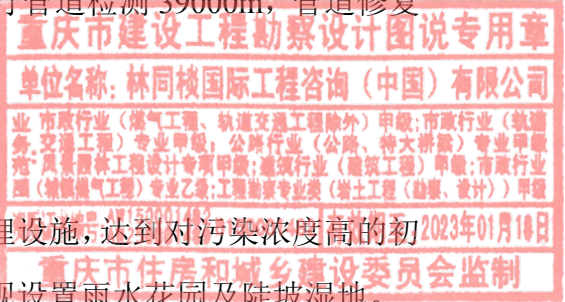 对管道检测39000m，管道修复
重庆市建设工程勘察设计图说专用章
单位名称：林同棪国际工程咨询（中国）有限公司
业 市政行业（燃气工程、轨道交通工程除外）甲级；市政行业（轨道
务 交通工程）专业甲级；公路行业（公路、特大桥梁）专业甲级
范 风景园林工程设计专项甲级；建筑行业（建筑工程）甲级；市政行业
围（城镇燃气工程）专业乙级；工程勘察专业类（岩土工程（勘察、设计））甲级
2023年01月18日
理设施，达到对污染浓度高的初
重庆市住房和城乡建设委员会监制
观设置雨水花园及陡坡湿地。